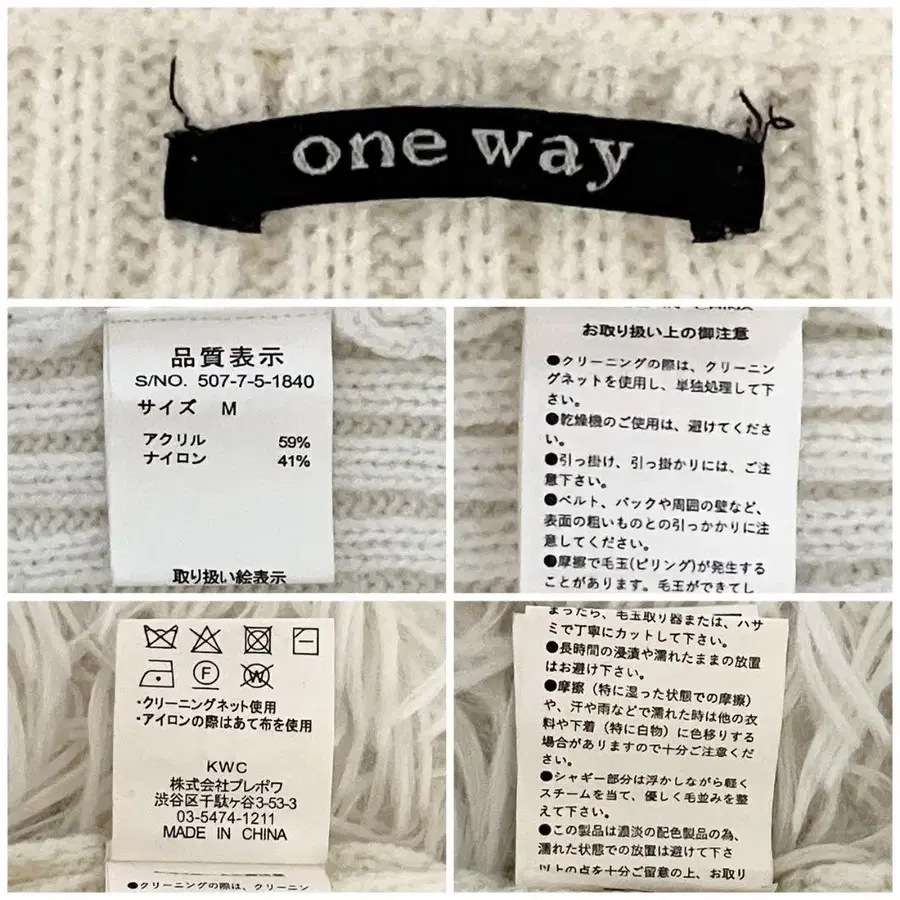 one way
品質表示
S/NO. 507-7-5-1840
サイズ M
アクリル 59%
ナイロン 41%
取り扱い絵表示
お取り扱い上の御注意
●クリーニングの際は、クリーニン
グネットを使用し、単独処理して下
さい。
●乾燥機のご使用は、避けてくださ
い。
●引っ掛け、引っ掛かりには、ご注
意下さい。
●ベルト、バックや周囲の壁など、
表面の粗いものとの引っかかりに注
意してください。
●摩擦で毛玉(ピリング)が発生する
ことがあります。毛玉ができてし
F
W
・クリーニングネット使用
・アイロンの際はあて布を使用
KWC
株式会社プレポワ
渋谷区千駄ヶ谷3-53-3
03-5474-1211
MADE IN CHINA
●クリーニングの際は、クリーニン
まったら、毛玉取り器または、ハサ
ミで丁寧にカットして下さい。
●長時間の浸漬や濡れたままの放置
はお避け下さい。
●摩擦（特に湿った状態での摩擦）
や、汗や雨などで濡れた時は他の衣
料や下着（特に白物）に色移りする
場合がありますので十分ご注意くだ
さい。
●シャギー部分は浮かしながら軽く
スチームを当て、優しく毛並みを整
えて下さい。
●この製品は濃淡の配色製品の為、
濡れた状態での放置は避けて下さ
以上の点を十分ご留意の上、お取り